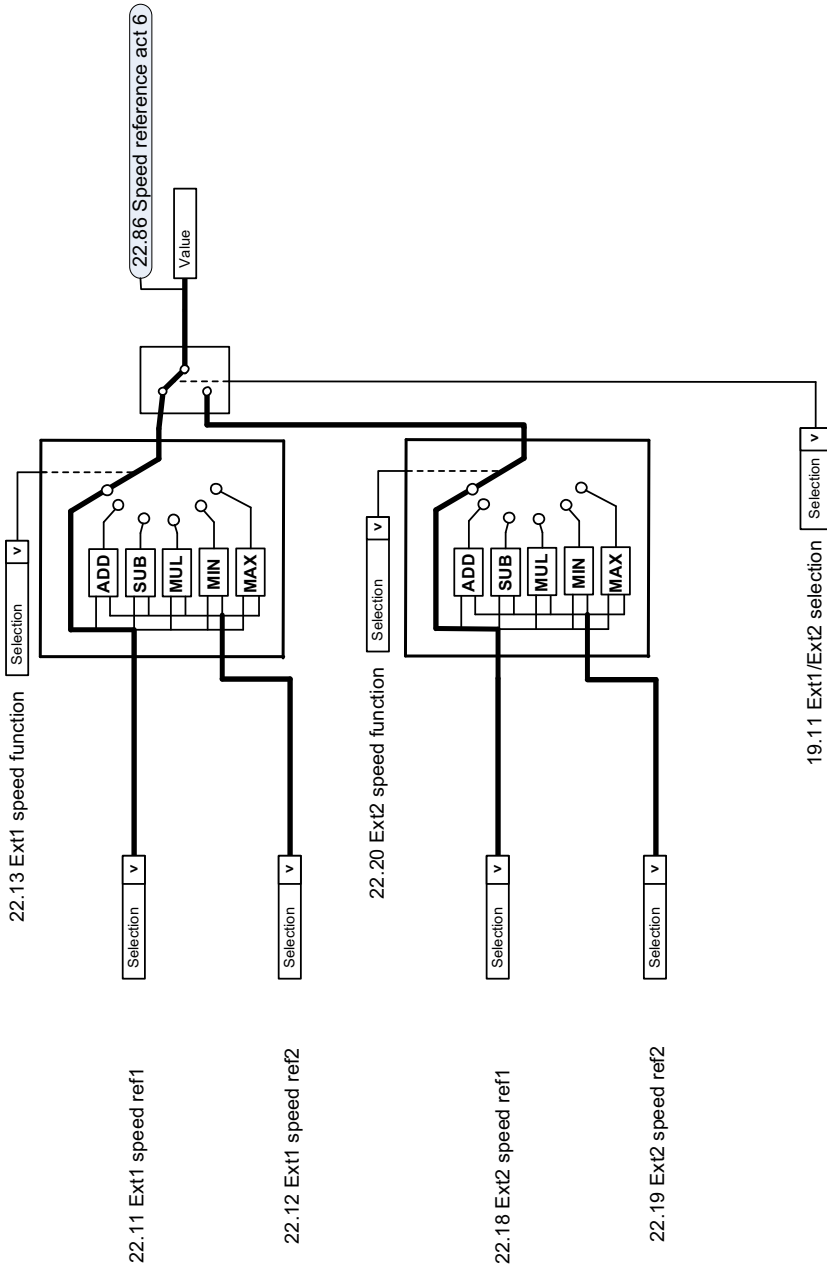 22.11 Ext1 speed ref1
Selection v
22.13 Ext1 speed function
Selection v
ADD
SUB
MUL
MIN
MAX
22.12 Ext1 speed ref2
Selection v
22.86 Speed reference act 6
Value
22.18 Ext2 speed ref1
Selection v
22.20 Ext2 speed function
Selection v
ADD
SUB
MUL
MIN
MAX
22.19 Ext2 speed ref2
Selection v
19.11 Ext1/Ext2 selection
Selection v